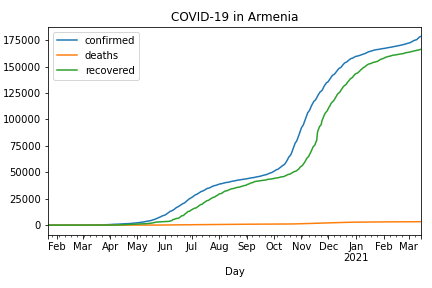 COVID-19 in Armenia
confirmed
deaths
recovered
175000
150000
125000
100000
75000
50000
25000
0
Feb Mar Apr May Jun Jul Aug Sep Oct Nov Dec Jan Feb Mar
2021
Day